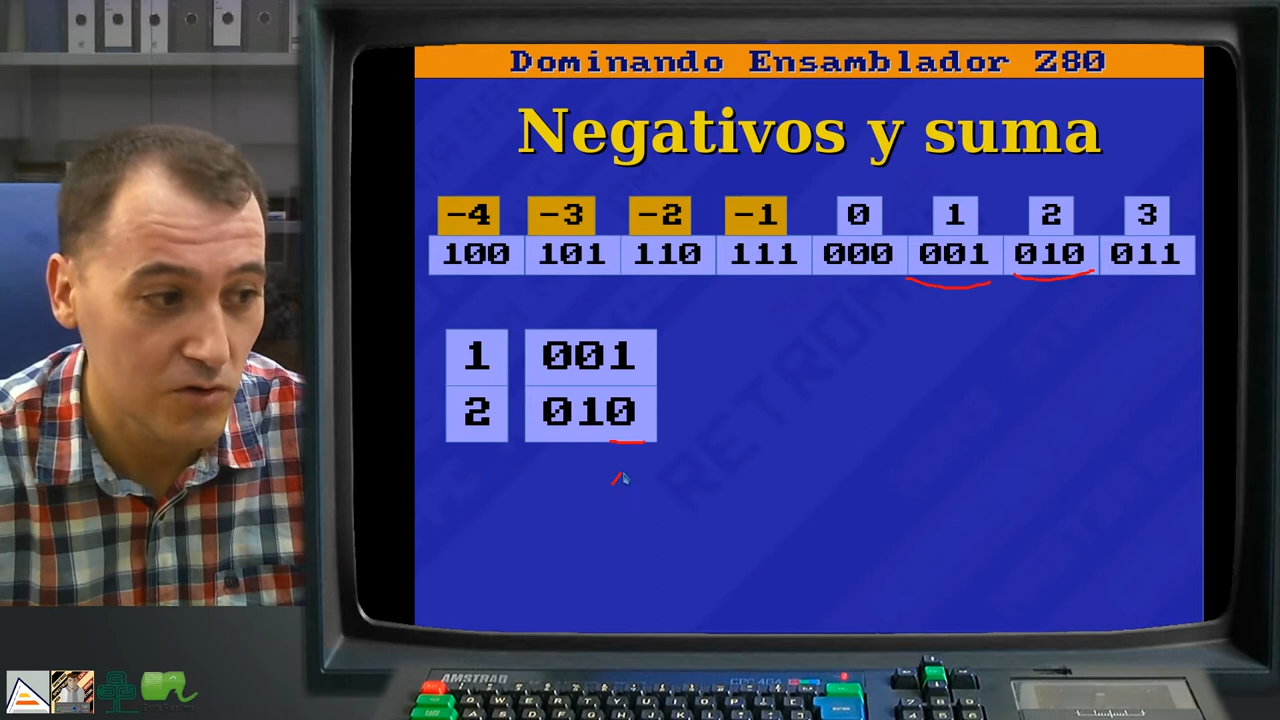 Dominando Ensamblador Z80
Negativos y suma
-4 -3 -2 -1 0 1 2 3
100 101 110 111 000 001 010 011
1 001
2 010
AMSTRAD